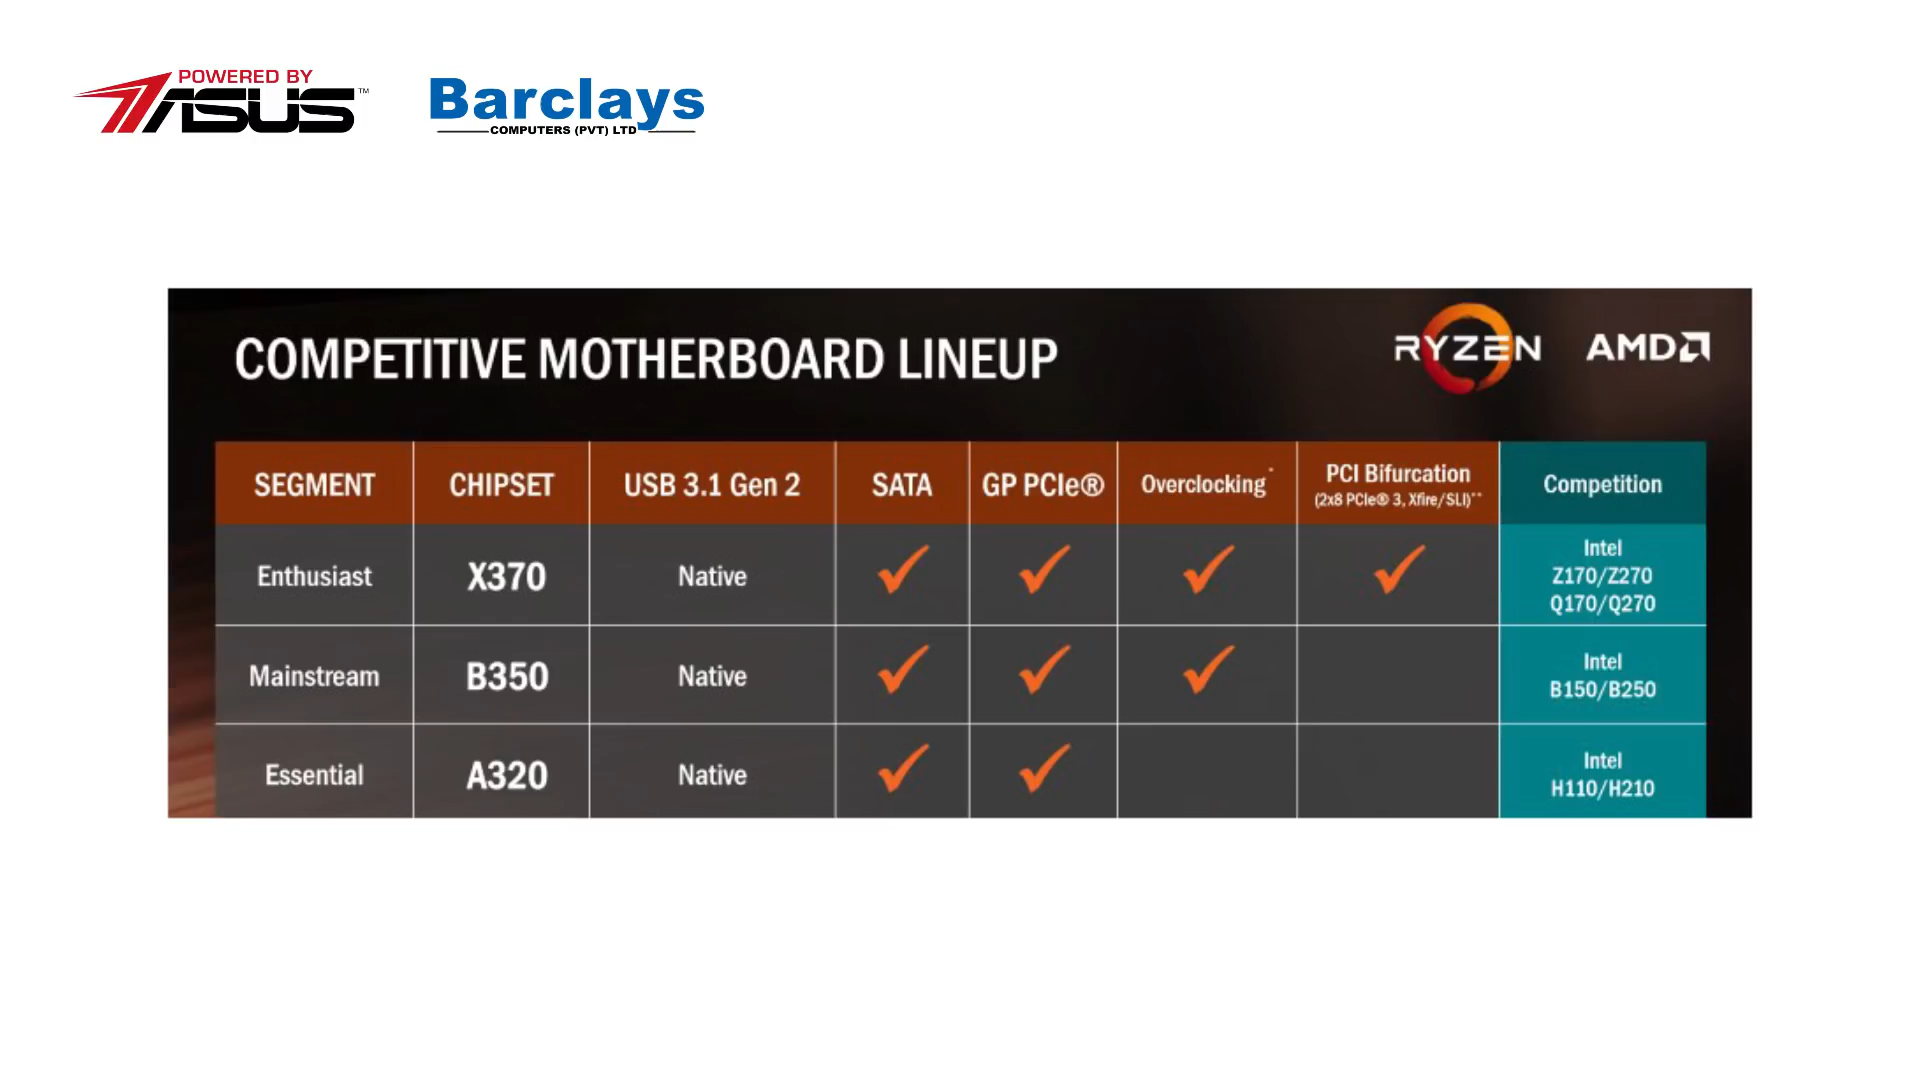 POWERED BY
ASUS™
Barclays
COMPUTERS (PVT) LTD
COMPETITIVE MOTHERBOARD LINEUP
RYZEN AMD
SEGMENT CHIPSET USB 3.1 Gen 2 SATA GP PCIe® Overclocking* PCI Bifurcation (2x8 PCIe® 3, Xfire/SLI)** Competition
Enthusiast X370 Native ✓ ✓ ✓ ✓ Intel Z170/Z270 Q170/Q270
Mainstream B350 Native ✓ ✓ ✓ Intel B150/B250
Essential A320 Native ✓ ✓ Intel H110/H210